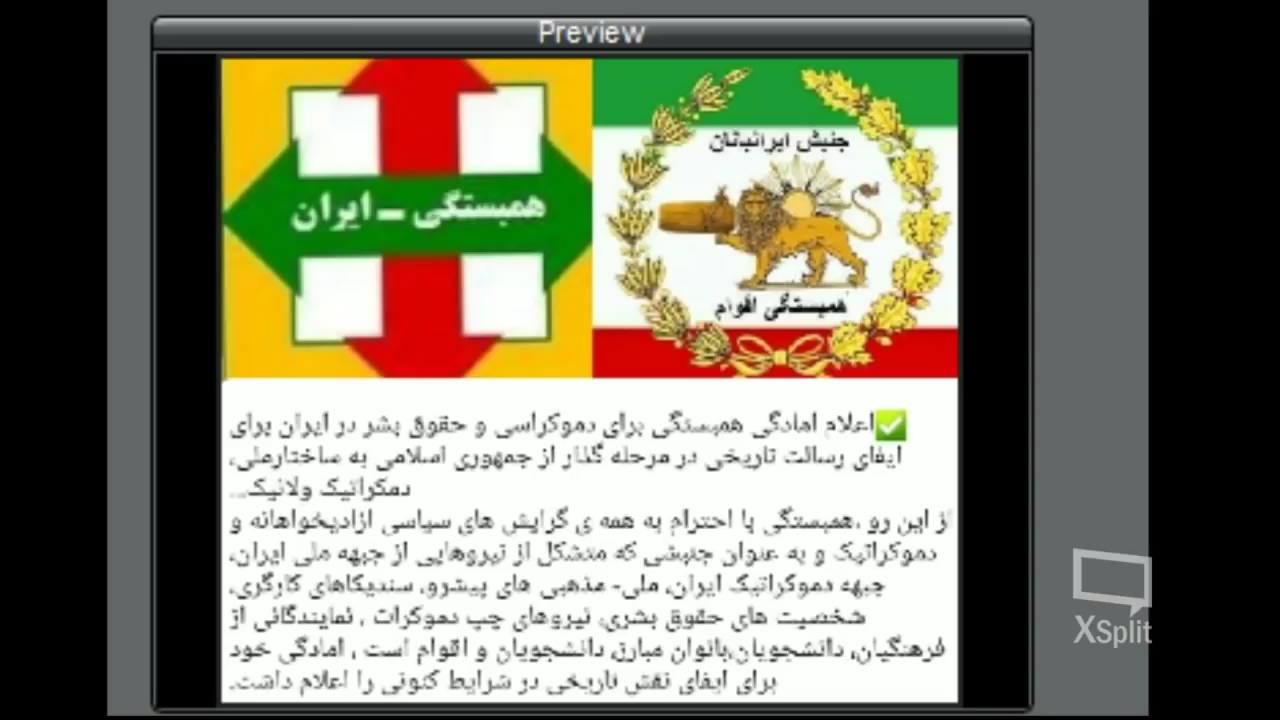 Preview
همبستگی ـ ایران
جنبش ایرانیاتان
همبستگی اقوام
✅اعلام امادگی همبستگی برای دموکراسی و حقوق بشر در ایران برای
ایفای رسالت تاریخی در مرحله گذار از جمهوری اسلامی به ساختارملی،
دمکراتیک ولائیک...
از این رو ،همبستگی با احترام به همه ی گرایش های سیاسی ازادیخواهانه و
دموکراتیک و به عنوان جنبشی که متشکل از نیروهایی از جبهه ملی ایران،
جبهه دموکراتیک ایران، ملی- مذهبی های پیشرو، سندیکاهای کارگری،
شخصیت های حقوق بشری، نیروهای چپ دموکرات ، نمایندگانی از
فرهنگیان، دانشجویان،بانوان مبارز، دانشجویان و اقوام است ، امادگی خود
برای ایفای نقش تاریخی در شرایط کنونی را اعلام داشت.
XSplit